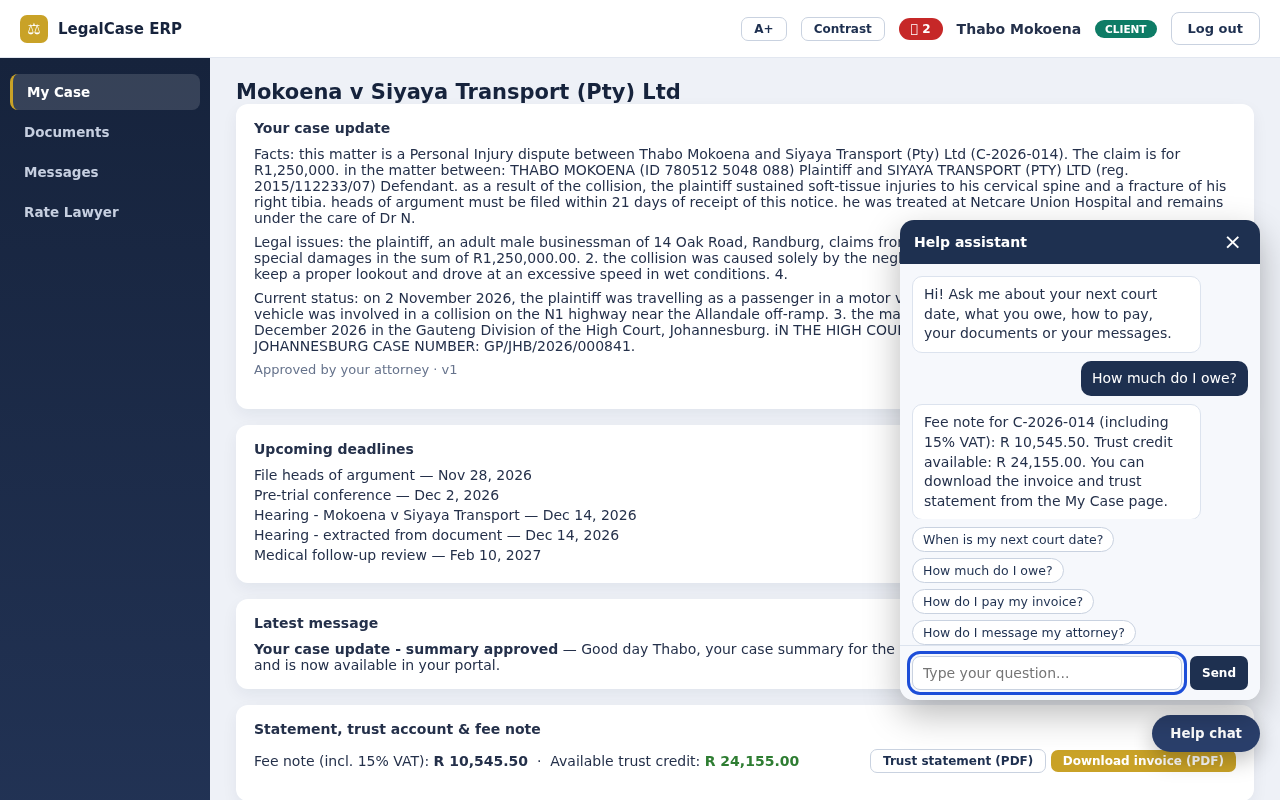 LegalCase ERP
A+
Contrast
2
Thabo Mokoena
CLIENT
Log out
My Case
Documents
Messages
Rate Lawyer
Mokoena v Siyaya Transport (Pty) Ltd
Your case update
Facts: this matter is a Personal Injury dispute between Thabo Mokoena and Siyaya Transport (Pty) Ltd (C-2026-014). The claim is for
R1,250,000. in the matter between: THABO MOKOENA (ID 780512 5048 088) Plaintiff and SIYAYA TRANSPORT (PTY) LTD (reg.
2015/112233/07) Defendant. as a result of the collision, the plaintiff sustained soft-tissue injuries to his cervical spine and a fracture of his
right tibia. heads of argument must be filed within 21 days of receipt of this notice. he was treated at Netcare Union Hospital and remains
under the care of Dr N.
Legal issues: the plaintiff, an adult male businessman of 14 Oak Road, Randburg, claims
special damages in the sum of R1,250,000.00. 2. the collision was caused solely by the
keep a proper lookout and drove at an excessive speed in wet conditions. 4.
Current status: on 2 November 2026, the plaintiff was travelling as a passenger in a motor
vehicle was involved in a collision on the N1 highway near the Allandale off-ramp. 3. the
December 2026 in the Gauteng Division of the High Court, Johannesburg. iN THE HIGH
JOHANNESBURG CASE NUMBER: GP/JHB/2026/000841.
Approved by your attorney · v1
Upcoming deadlines
File heads of argument — Nov 28, 2026
Pre-trial conference — Dec 2, 2026
Hearing - Mokoena v Siyaya Transport — Dec 14, 2026
Hearing - extracted from document — Dec 14, 2026
Medical follow-up review — Feb 10, 2027
Latest message
Your case update - summary approved — Good day Thabo, your case summary for the
and is now available in your portal.
Statement, trust account & fee note
Fee note (incl. 15% VAT): R 10,545.50 · Available trust credit: R 24,155.00
Trust statement (PDF)
Download invoice (PDF)
Help assistant
Hi! Ask me about your next court
date, what you owe, how to pay,
your documents or your messages.
How much do I owe?
Fee note for C-2026-014 (including
15% VAT): R 10,545.50. Trust credit
available: R 24,155.00. You can
download the invoice and trust
statement from the My Case page.
When is my next court date?
How much do I owe?
How do I pay my invoice?
How do I message my attorney?
Type your question...
Send
Help chat